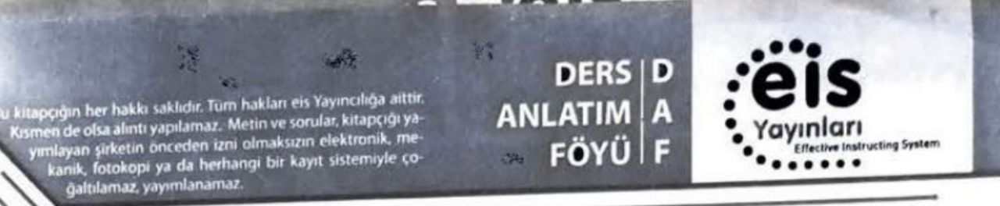 u kitapçığın her hakkı saklıdır. Tüm hakları eis Yayıncılığa aittir.
Kısmen de olsa alıntı yapılamaz. Metin ve sorular, kitapçığı ya-
yımlayan şirketin önceden izni olmaksızın elektronik, me-
kanik, fotokopi ya da herhangi bir kayıt sistemiyle ço-
ğaltılamaz, yayımlanamaz.
DERS D
ANLATIM A
FÖYÜ F
eis
Yayınları
Effective Instructing System